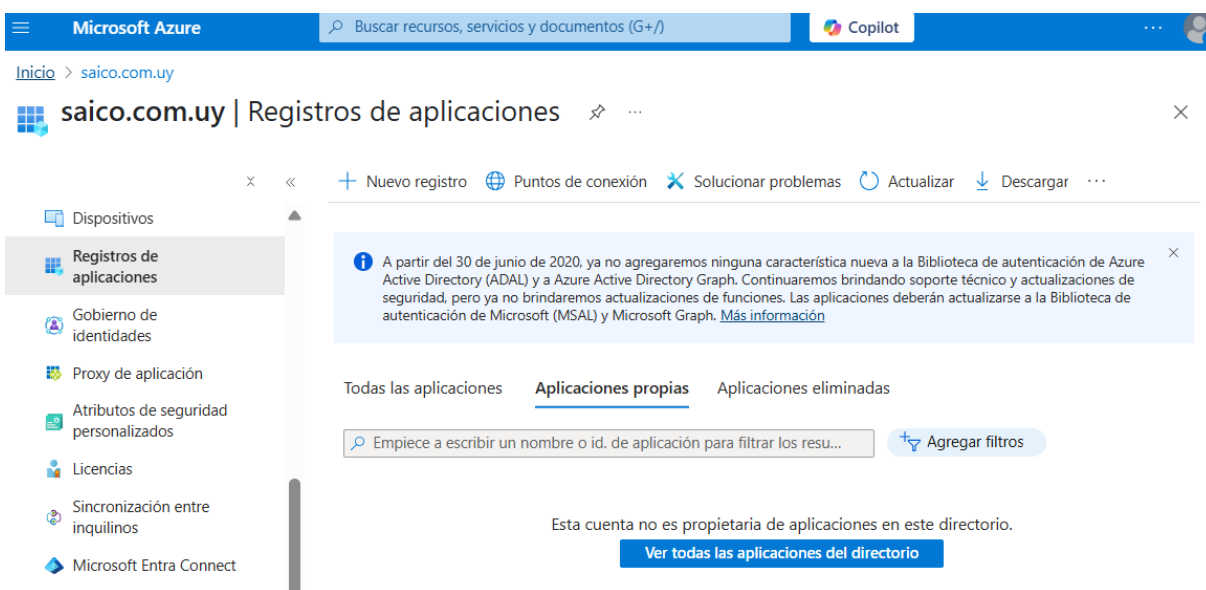 Microsoft Azure
Buscar recursos, servicios y documentos (G+/)
Copilot
Inicio > saico.com.uy
saico.com.uy | Registros de aplicaciones
Nuevo registro
Puntos de conexión
Solucionar problemas
Actualizar
Descargar
Dispositivos
Registros de
aplicaciones
Gobierno de
identidades
Proxy de aplicación
Atributos de seguridad
personalizados
Licencias
Sincronización entre
inquilinos
Microsoft Entra Connect
A partir del 30 de junio de 2020, ya no agregaremos ninguna característica nueva a la Biblioteca de autenticación de Azure
Active Directory (ADAL) y a Azure Active Directory Graph. Continuaremos brindando soporte técnico y actualizaciones de
seguridad, pero ya no brindaremos actualizaciones de funciones. Las aplicaciones deberán actualizarse a la Biblioteca de
autenticación de Microsoft (MSAL) y Microsoft Graph. Más información
Todas las aplicaciones
Aplicaciones propias
Aplicaciones eliminadas
Empiece a escribir un nombre o id. de aplicación para filtrar los resu...
Agregar filtros
Esta cuenta no es propietaria de aplicaciones en este directorio.
Ver todas las aplicaciones del directorio